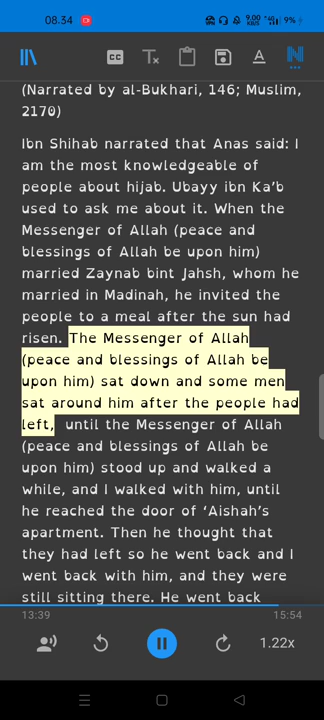 08.34
9,00
KB/S
4G
9%
CC
T×
A
N
(Narrated by al-Bukhari, 146; Muslim,
2170)
Ibn Shihab narrated that Anas said: I
am the most knowledgeable of
people about hijab. Ubayy ibn Ka‘b
used to ask me about it. When the
Messenger of Allah (peace and
blessings of Allah be upon him)
married Zaynab bint Jahsh, whom he
married in Madinah, he invited the
people to a meal after the sun had
risen. The Messenger of Allah
(peace and blessings of Allah be
upon him) sat down and some men
sat around him after the people had
left, until the Messenger of Allah
(peace and blessings of Allah be
upon him) stood up and walked a
while, and I walked with him, until
he reached the door of ‘Aishah’s
apartment. Then he thought that
they had left so he went back and I
went back with him, and they were
still sitting there. He went back
13:39
15:54
1.22x